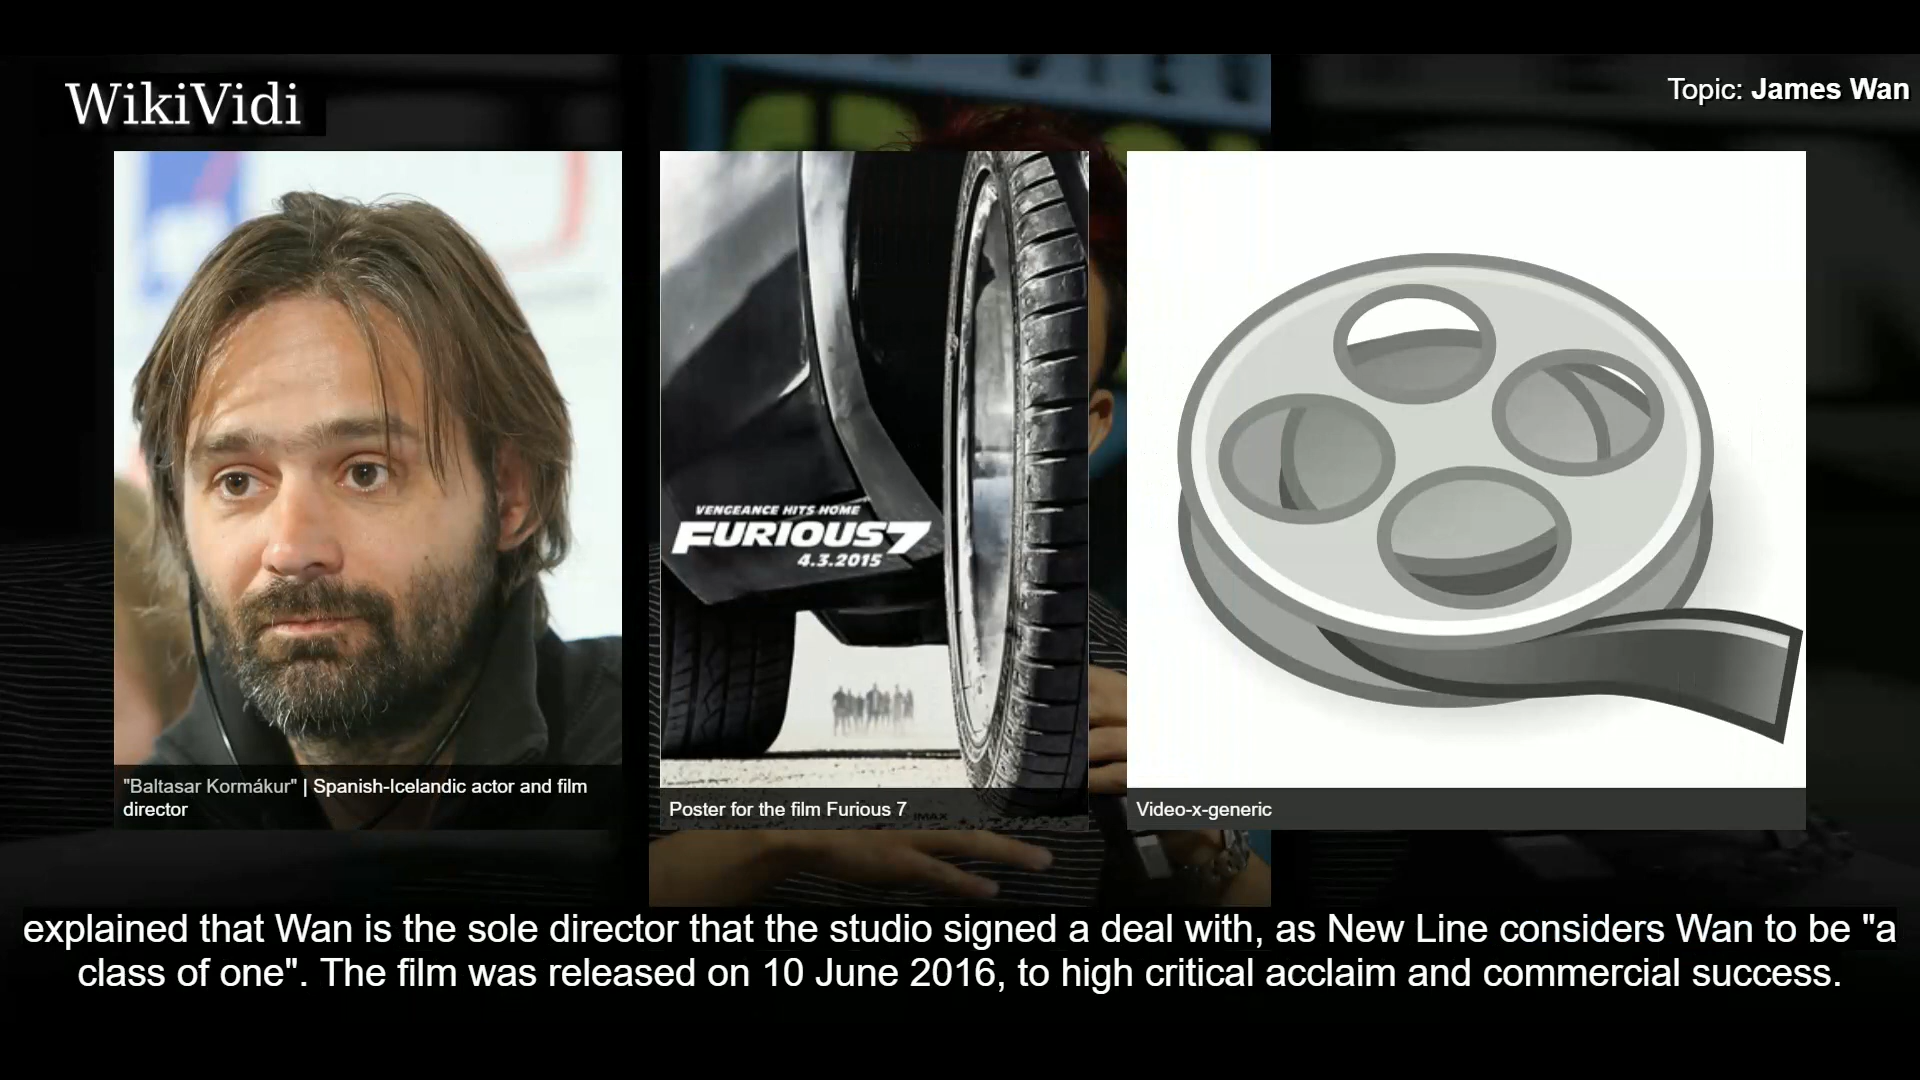 WikiVidi
Topic: James Wan
VENGEANCE HITS HOME
FURIOUS 7
4.3.2015
"Baltasar Kormákur" | Spanish-Icelandic actor and film
director
Poster for the film Furious 7
IMAX
Video-x-generic
explained that Wan is the sole director that the studio signed a deal with, as New Line considers Wan to be "a
class of one". The film was released on 10 June 2016, to high critical acclaim and commercial success.